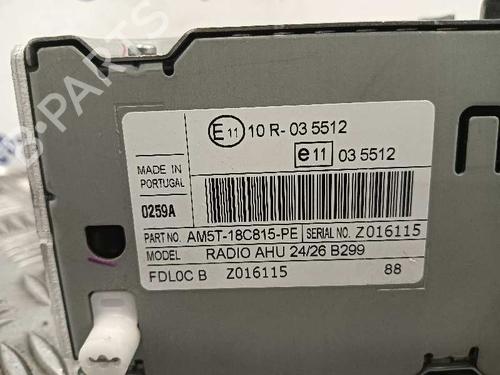 E11 10 R- 03 5512
e11 03 5512
MADE IN
PORTUGAL
0259A
PART NO. AM5T-18C815-PE SERIAL NO. Z016115
MODEL RADIO AHU 24/26 B299
FDL0C B Z016115 88